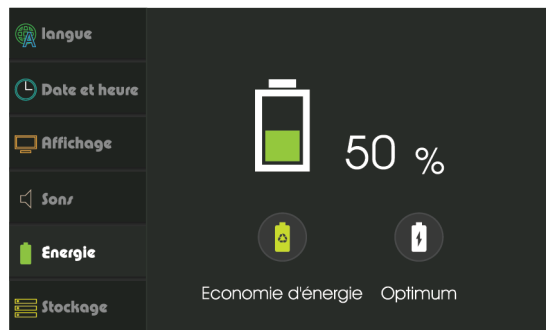 langue
Date et heure
Affichage
Sons
Energie
Stockage
50 %
Economie d'énergie
Optimum